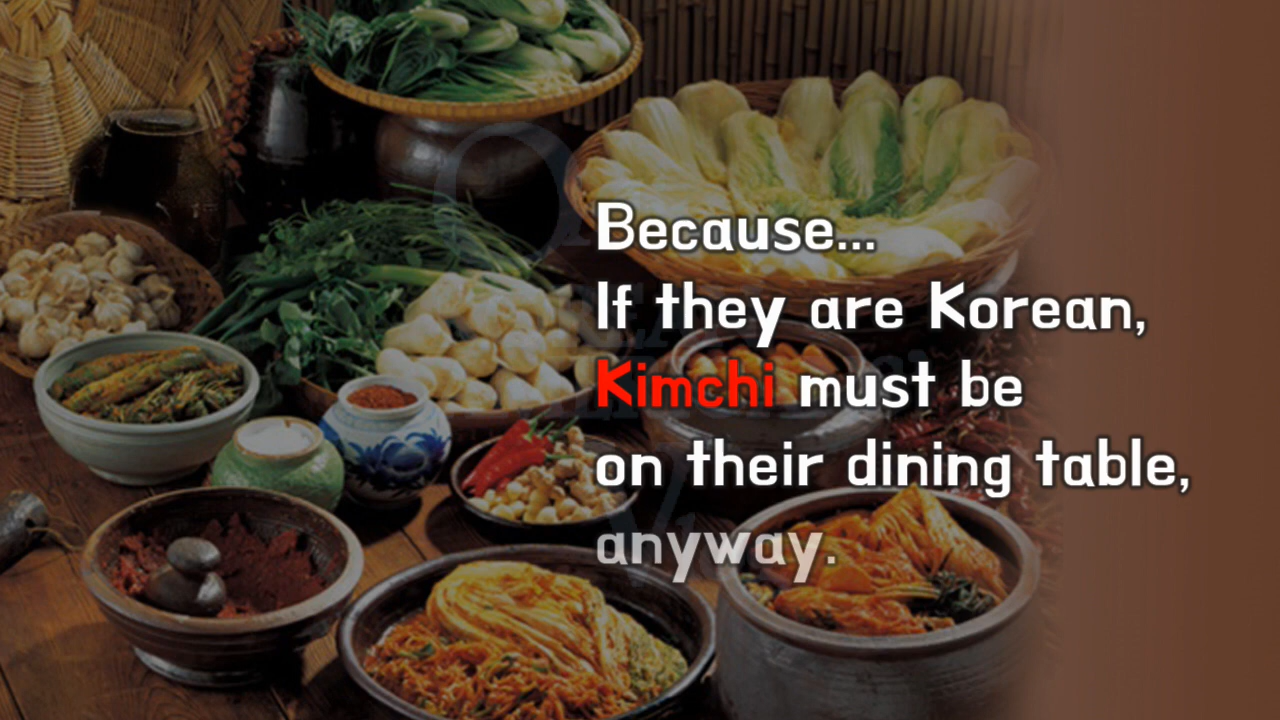 Because...
If they are Korean,
Kimchi must be
on their dining table,
anyway.